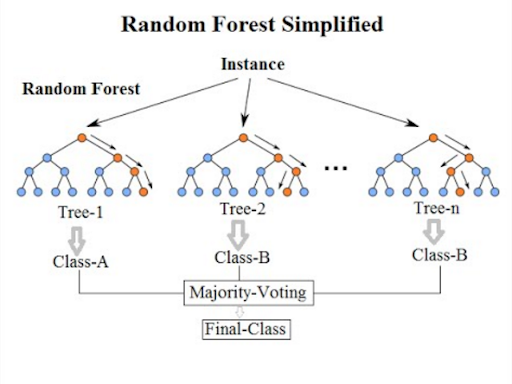 Random Forest Simplified
Instance
Random Forest
...
Tree-1
Tree-2
Tree-n
Class-A
Class-B
Class-B
Majority-Voting
Final-Class